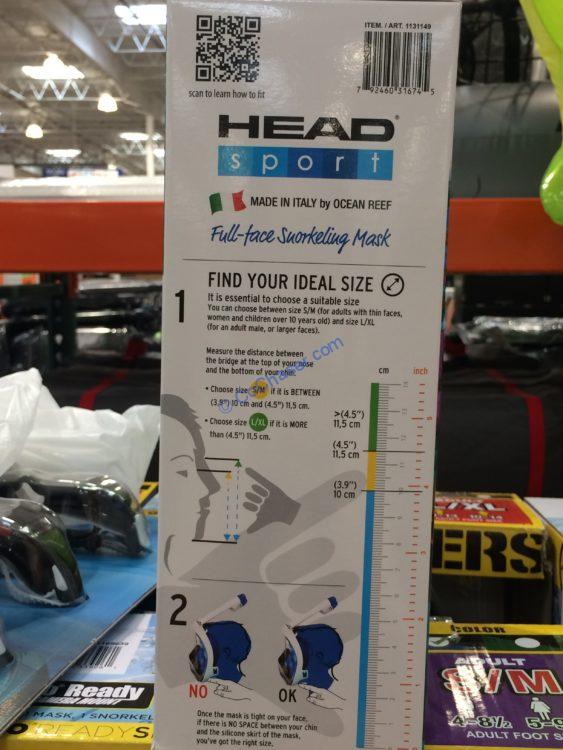 ITEM. / ART. 1131149
7 92460 31674 5
scan to learn how to fit
HEAD®
sport
MADE IN ITALY by OCEAN REEF
Full-face Snorkeling Mask
1
FIND YOUR IDEAL SIZE
It is essential to choose a suitable size
You can choose between size S/M (for adults with thin faces,
women and children over 10 years old) and size L/XL
(for an adult male, or larger faces).
Measure the distance between
the bridge at the top of your nose
and the bottom of your chin.
• Choose size S/M if it is BETWEEN
(3.9") 10 cm and (4.5") 11,5 cm.
• Choose size L/XL if it is MORE
than (4.5") 11,5 cm.
cm inch
>(4.5")
11,5 cm
(4.5")
11,5 cm
(3.9")
10 cm
2
NO OK
Once the mask is tight on your face,
if there is NO SPACE between your chin
and the silicone skirt of the mask,
you've got the right size.
/XL
ERS
COLOR
ADULT
S/M
4-8½ 5-9
ADULT FOOT S
Ready
MASK, 1 SNORKEL
READY